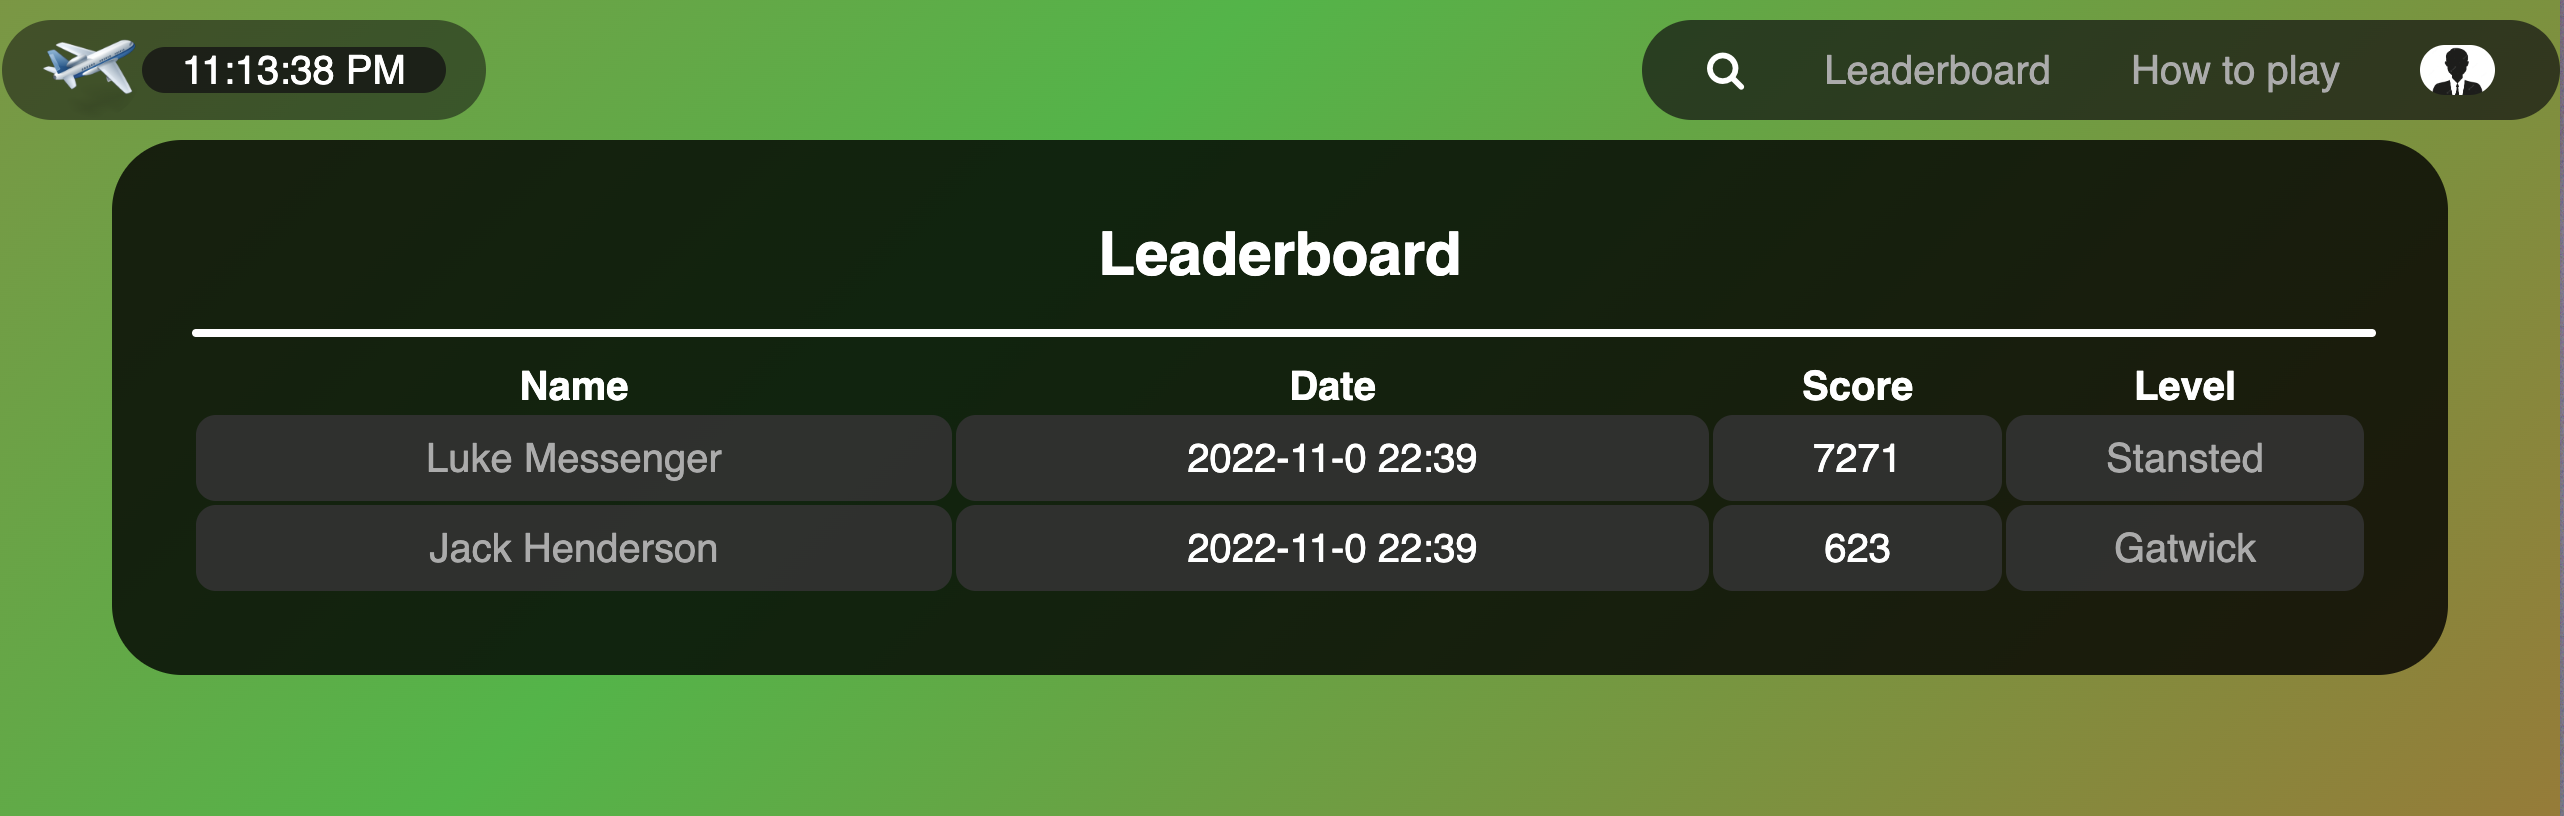 11:13:38 PM
Leaderboard
How to play
Leaderboard
Name Date Score Level
Luke Messenger 2022-11-0 22:39 7271 Stansted
Jack Henderson 2022-11-0 22:39 623 Gatwick